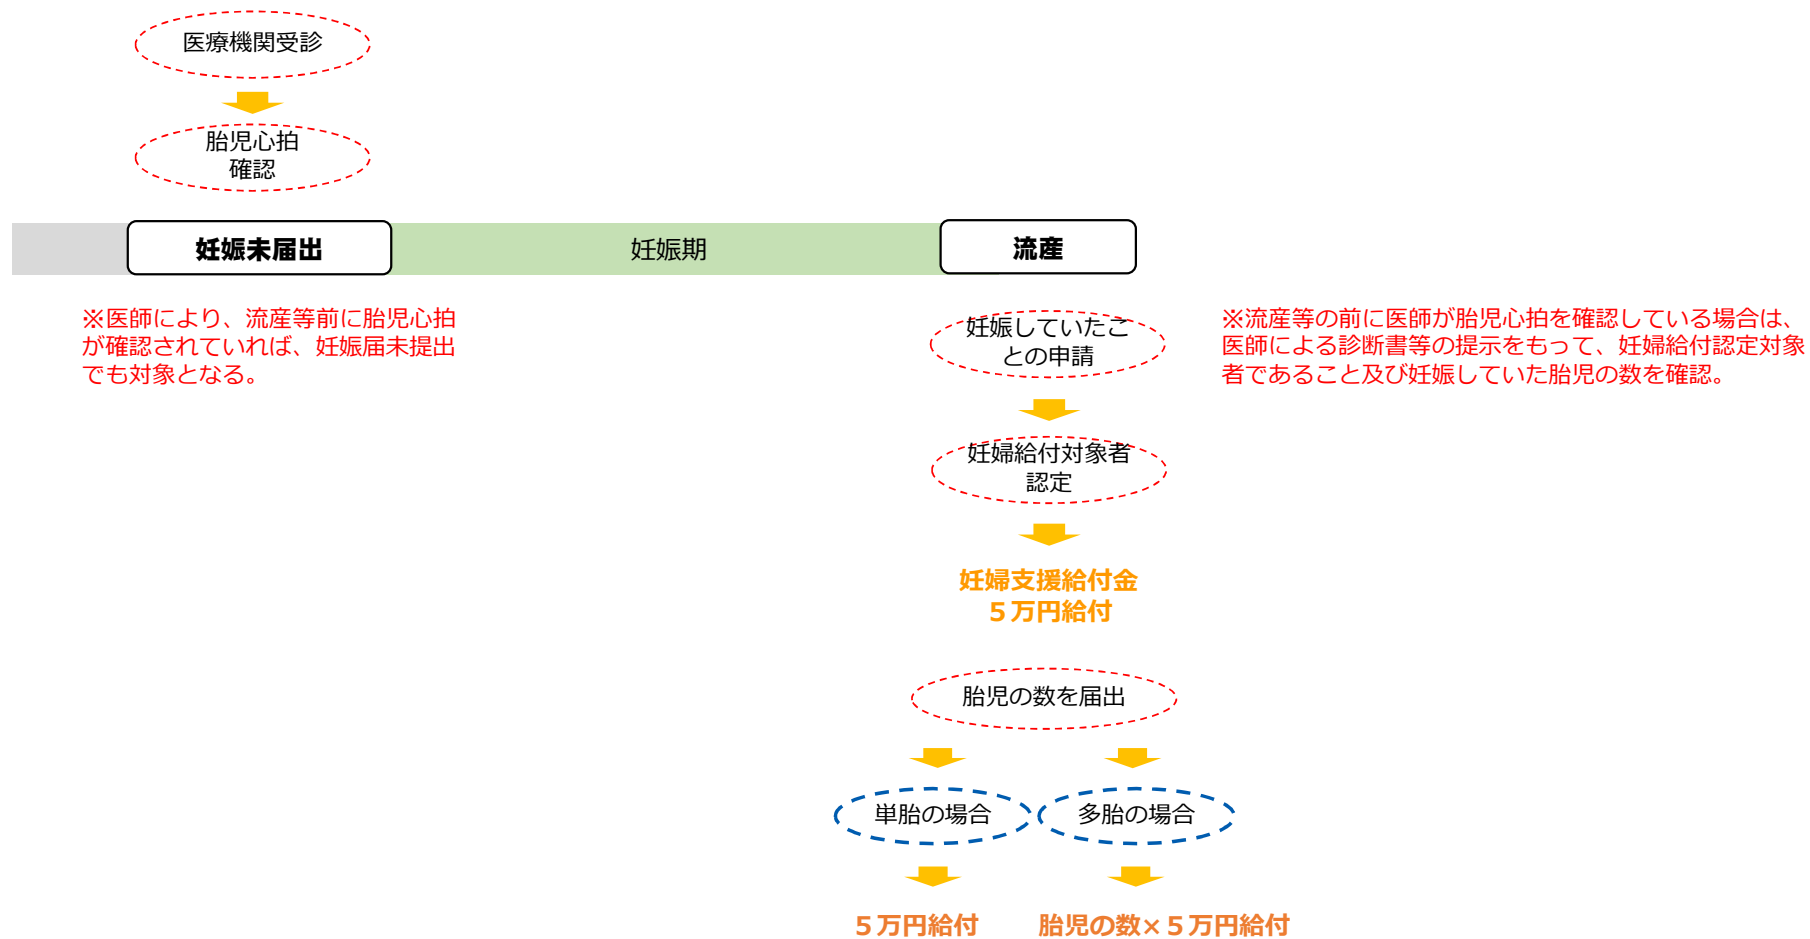 医療機関受診
胎児心拍
確認
妊娠未届出
妊娠期
流産
※医師により、流産等前に胎児心拍
が確認されていれば、妊娠届未提出
でも対象となる。
妊娠していたこ
との申請
※流産等の前に医師が胎児心拍を確認している場合は、
医師による診断書等の提示をもって、妊婦給付認定対象
者であること及び妊娠していた胎児の数を確認。
妊婦給付対象者
認定
妊婦支援給付金
５万円給付
胎児の数を届出
単胎の場合
多胎の場合
５万円給付
胎児の数×５万円給付